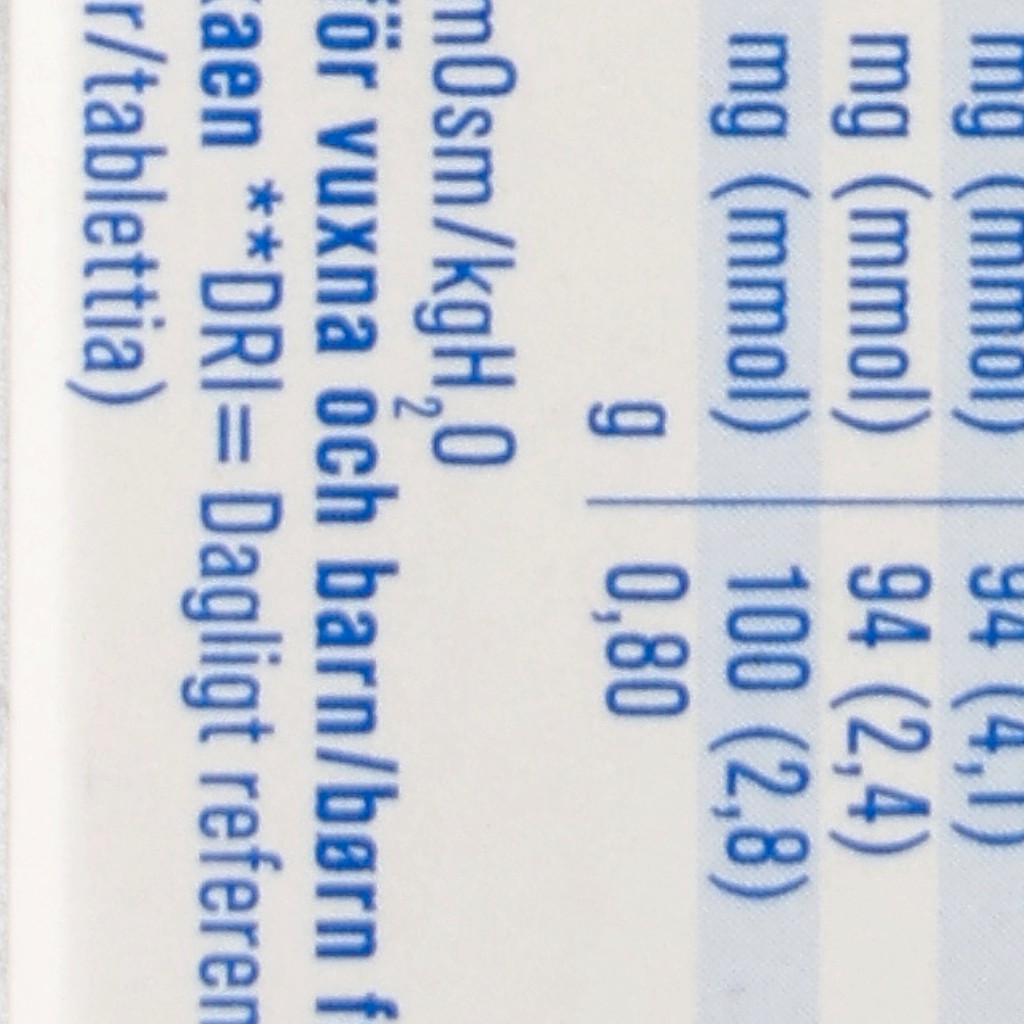 mg (mmol) 94 (4,1)
mg (mmol) 94 (2,4)
mg (mmol) 100 (2,8)
g 0,80
mOsm/kgH₂O
för vuxna och barn/børn f
kaen **DRI= Dagligt referen
r/tablettia)